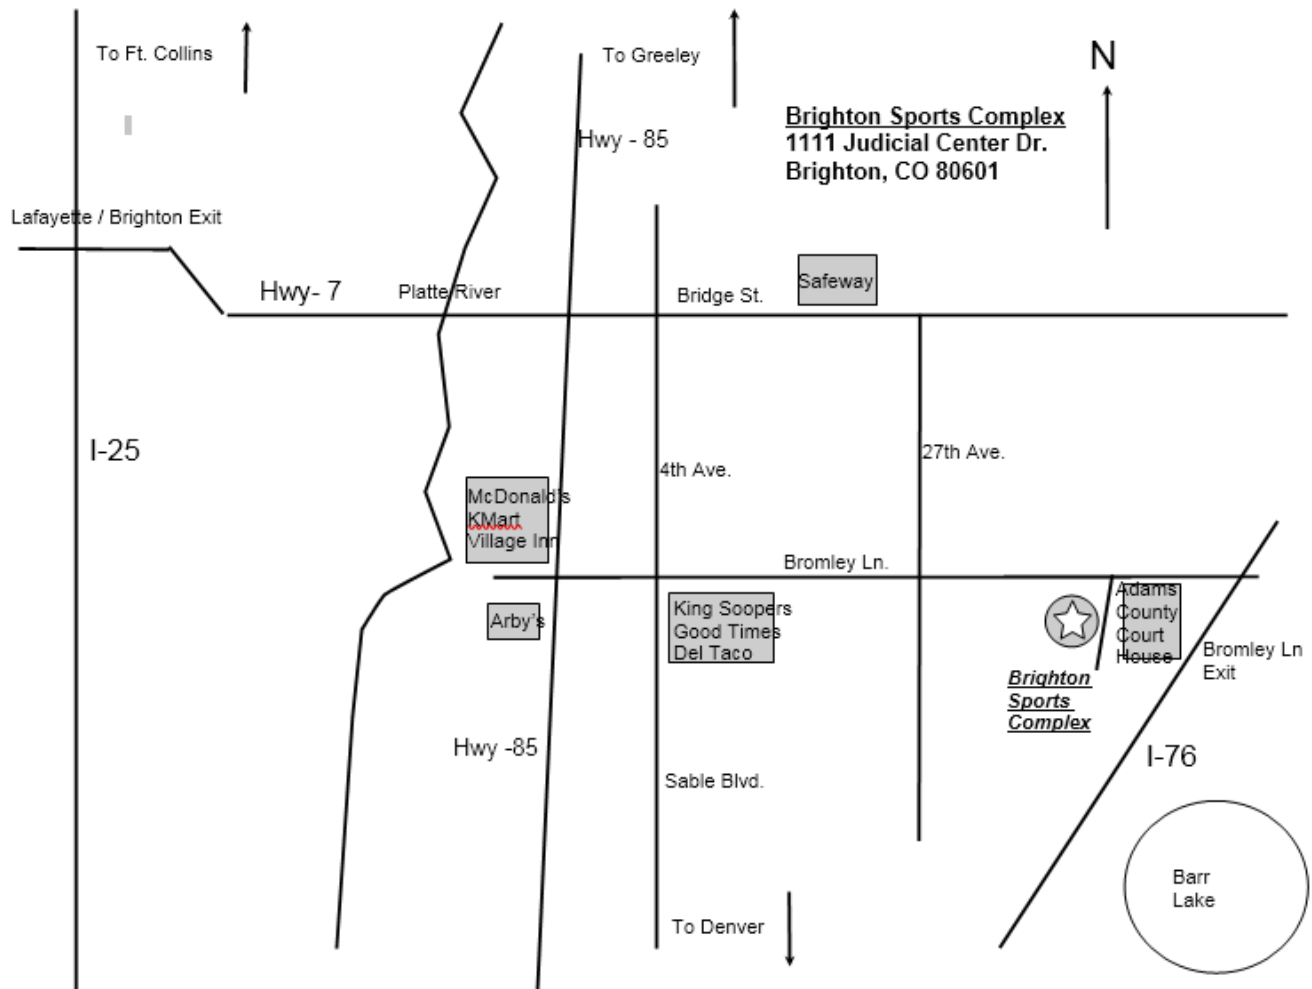 To Ft. Collins
To Greeley
N
Hwy - 85
Brighton Sports Complex
1111 Judicial Center Dr.
Brighton, CO 80601
Lafayette / Brighton Exit
Hwy- 7
Platte River
Bridge St.
Safeway
I-25
4th Ave.
27th Ave.
McDonald's
KMart
Village Inn
Bromley Ln.
Arby's
King Soopers
Good Times
Del Taco
Adams
County
Court
House
Bromley Ln
Exit
Brighton
Sports
Complex
Hwy -85
I-76
Sable Blvd.
Barr
Lake
To Denver